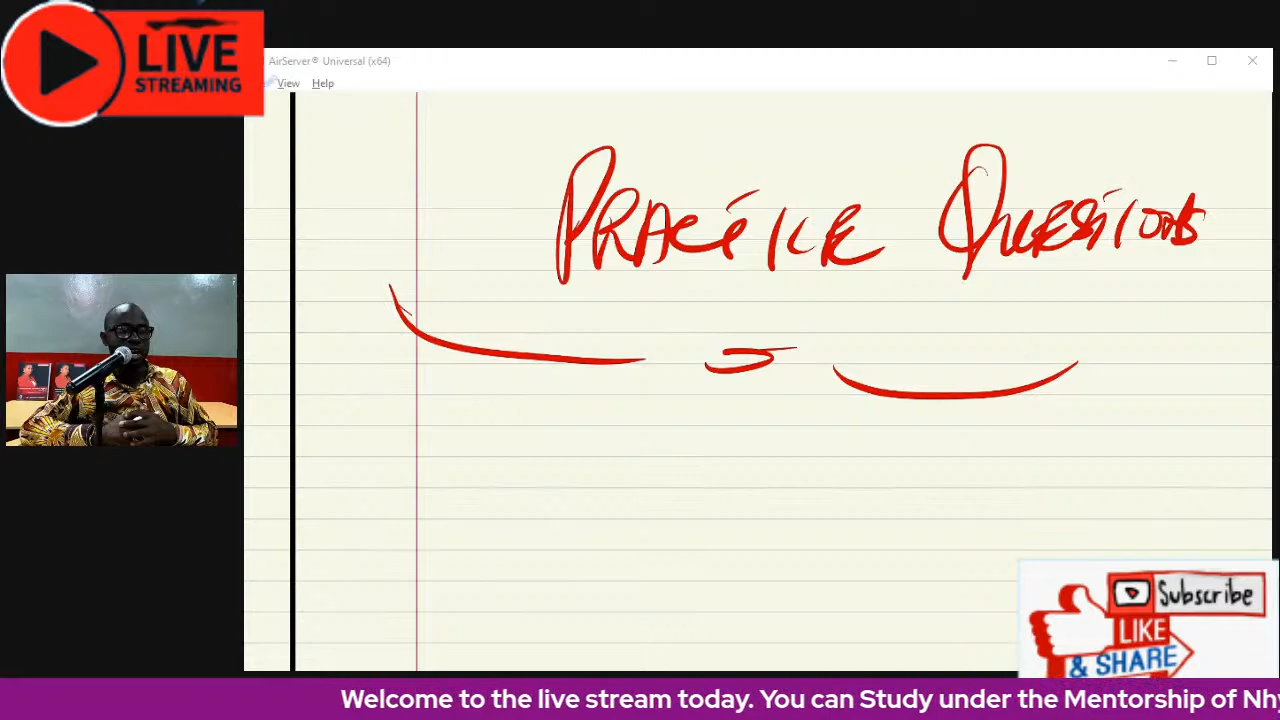 LIVE
STREAMING
AirServer® Universal (x64)
View Help
PRACTICE QUESTIONS
Subscribe
LIKE
& SHARE
Welcome to the live stream today. You can Study under the Mentorship of Nhy